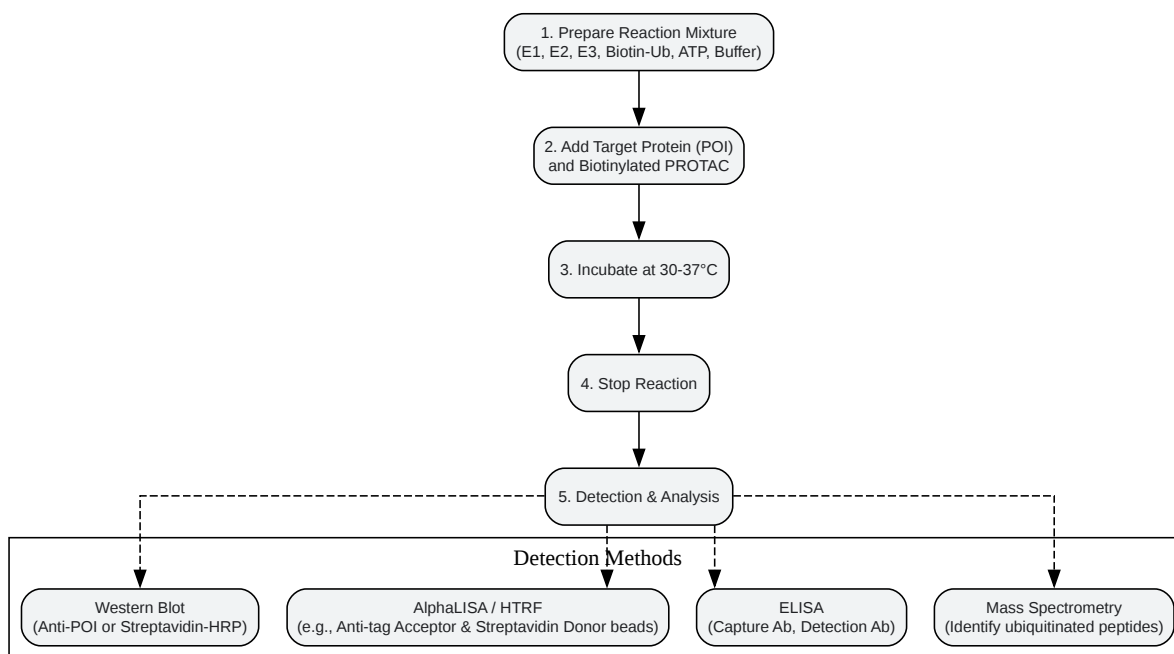 1. Prepare Reaction Mixture
(E1, E2, E3, Biotin-Ub, ATP, Buffer)
2. Add Target Protein (POI)
and Biotinylated PROTAC
3. Incubate at 30-37°C
4. Stop Reaction
5. Detection & Analysis
Detection Methods
Western Blot
(Anti-POI or Streptavidin-HRP)
AlphaLISA / HTRF
(e.g., Anti-tag Acceptor & Streptavidin Donor beads)
ELISA
(Capture Ab, Detection Ab)
Mass Spectrometry
(Identify ubiquitinated peptides)